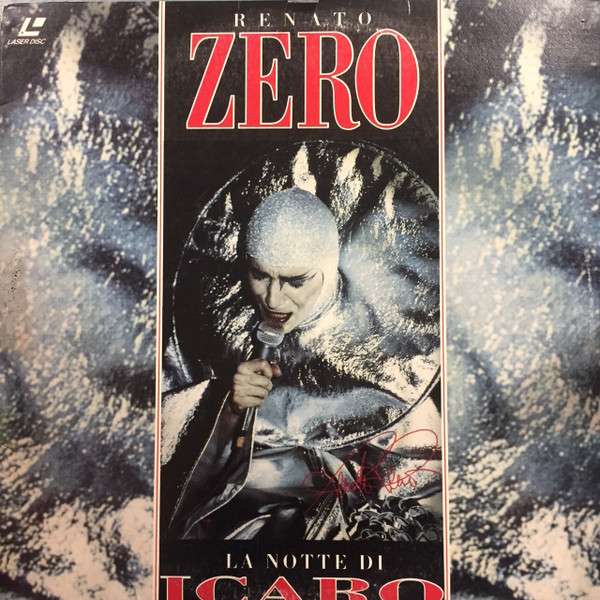 LASER DISC
RENATO
ZERO
LA NOTTE DI
ICARO